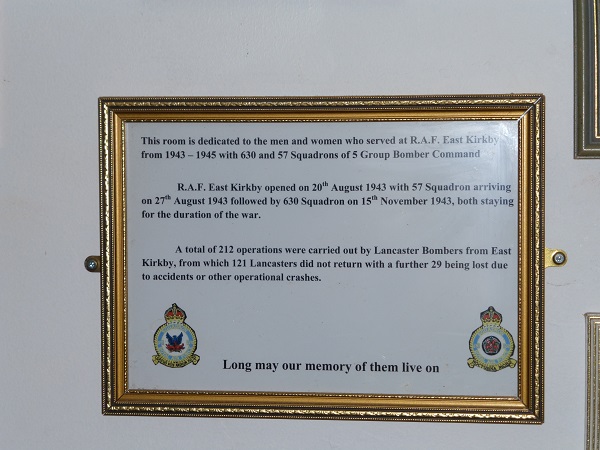 This room is dedicated to the men and women who served at R.A.F. East Kirkby
from 1943 – 1945 with 630 and 57 Squadrons of 5 Group Bomber Command
R.A.F. East Kirkby opened on 20th August 1943 with 57 Squadron arriving
on 27th August 1943 followed by 630 Squadron on 15th November 1943, both staying
for the duration of the war.
A total of 212 operations were carried out by Lancaster Bombers from East
Kirkby, from which 121 Lancasters did not return with a further 29 being lost due
to accidents or other operational crashes.
Long may our memory of them live on